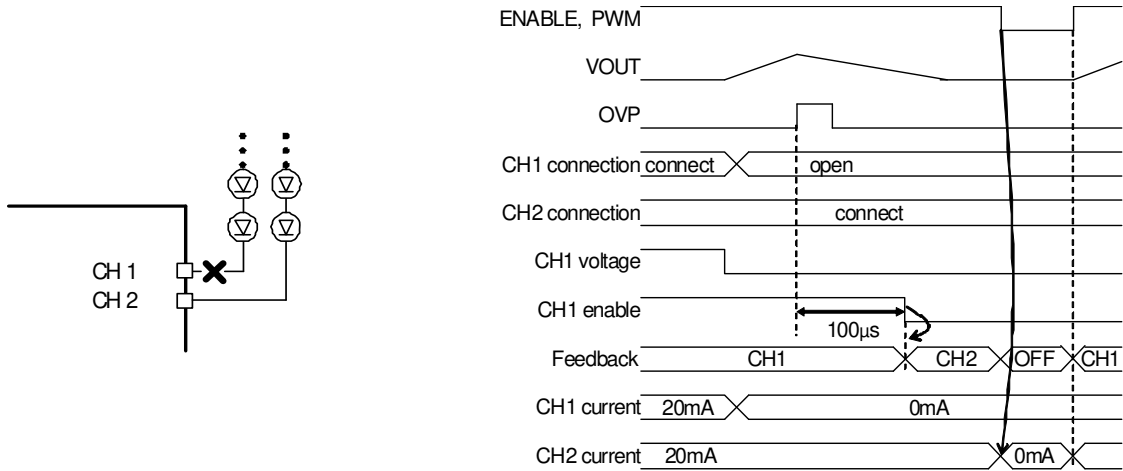 ENABLE, PWM
VOUT
OVP
CH1 connection connect open
CH2 connection connect
CH1 voltage
CH1 enable
100μs
Feedback CH1 CH2 OFF CH1
CH1 current 20mA 0mA
CH2 current 20mA 0mA
CH 1
CH 2